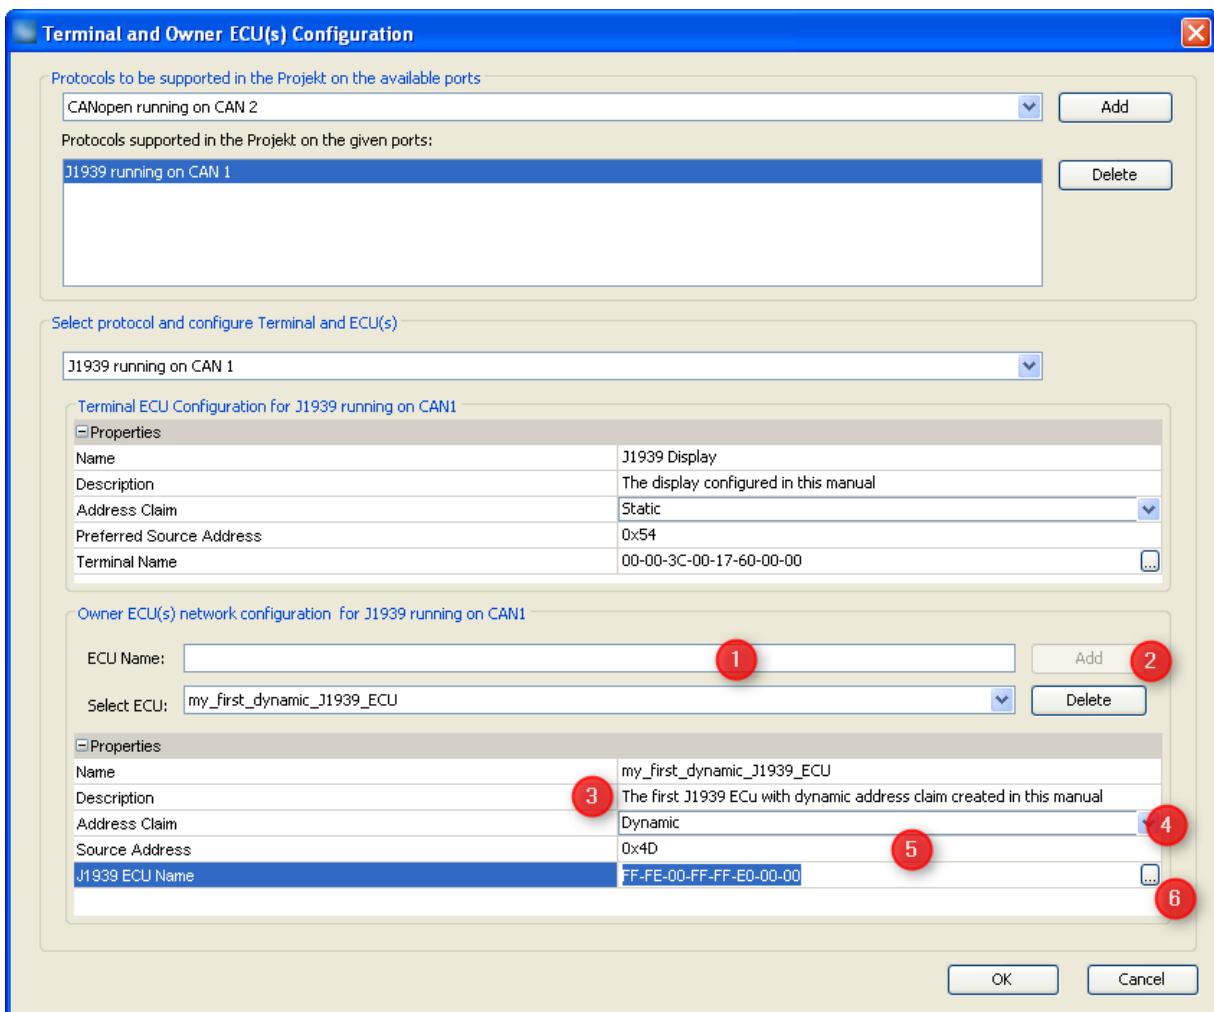 Terminal and Owner ECU(s) Configuration
Protocols to be supported in the Projekt on the available ports
CANopen running on CAN 2
Add
Protocols supported in the Projekt on the given ports:
J1939 running on CAN 1
Delete
Select protocol and configure Terminal and ECU(s)
J1939 running on CAN 1
Terminal ECU Configuration for J1939 running on CAN1
Properties
Name J1939 Display
Description The display configured in this manual
Address Claim Static
Preferred Source Address 0x54
Terminal Name 00-00-3C-00-17-60-00-00 ...
Owner ECU(s) network configuration for J1939 running on CAN1
ECU Name: 1 Add 2
Select ECU: my_first_dynamic_J1939_ECU Delete
Properties
Name my_first_dynamic_J1939_ECU
Description 3 The first J1939 ECu with dynamic address claim created in this manual
Address Claim Dynamic 4
Source Address 0x4D 5
J1939 ECU Name FF-FE-00-FF-FF-E0-00-00 ...
6
OK Cancel